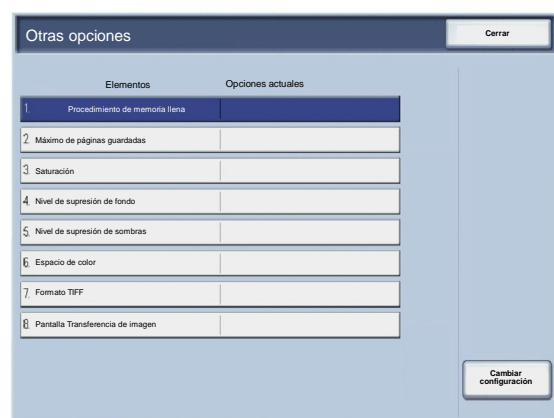 Otras opciones
Cerrar
Elementos Opciones actuales
1. Procedimiento de memoria llena
2. Máximo de páginas guardadas
3. Saturación
4. Nivel de supresión de fondo
5. Nivel de supresión de sombras
6. Espacio de color
7. Formato TIFF
8. Pantalla Transferencia de imagen
Cambiar
configuración